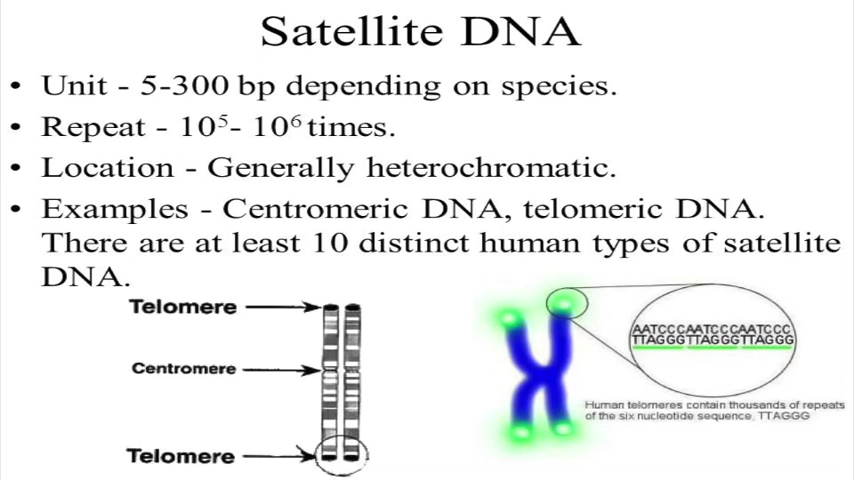 Satellite DNA
• Unit - 5-300 bp depending on species.
• Repeat - 10⁵- 10⁶ times.
• Location - Generally heterochromatic.
• Examples - Centromeric DNA, telomeric DNA.
There are at least 10 distinct human types of satellite
DNA.
Telomere
Centromere
Telomere
AATCCCAATCCCAATCCC
TTAGGGTTAGGGTTAGGG
Human telomeres contain thousands of repeats
of the six nucleotide sequence, TTAGGG